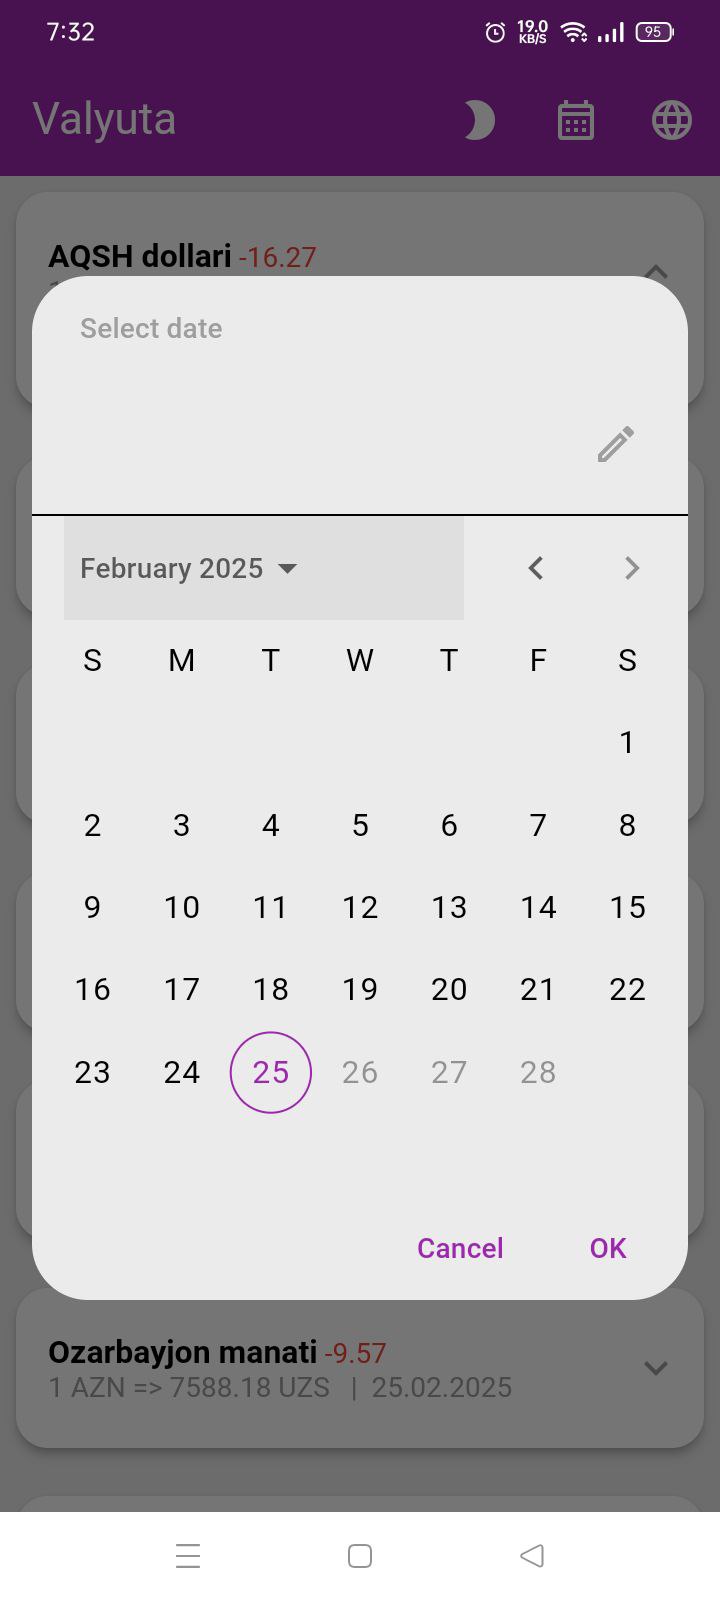 7:32 19.0 KB/S 95
Valyuta
AQSH dollari -16.27
Select date
February 2025
S M T W T F S
1
2 3 4 5 6 7 8
9 10 11 12 13 14 15
16 17 18 19 20 21 22
23 24 25 26 27 28
Cancel OK
Ozarbayjon manati -9.57
1 AZN => 7588.18 UZS | 25.02.2025